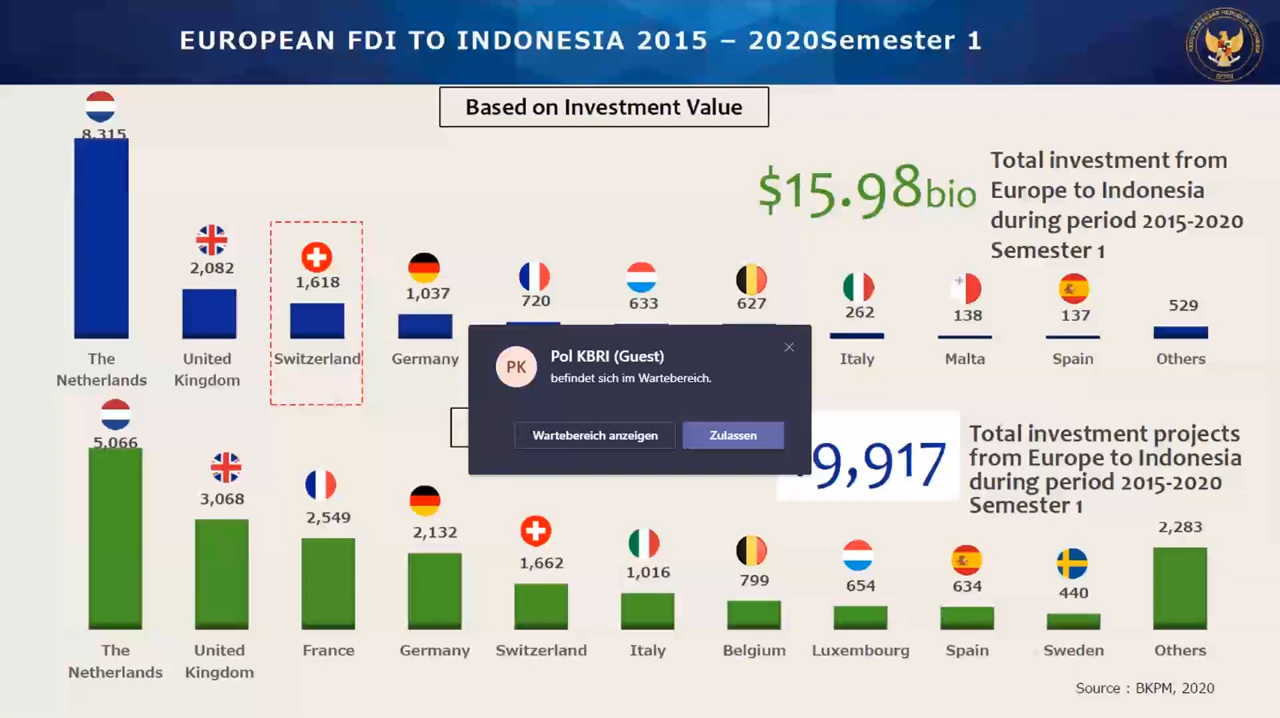 EUROPEAN FDI TO INDONESIA 2015 – 2020Semester 1
Based on Investment Value
$15.98bio
Total investment from
Europe to Indonesia
during period 2015-2020
Semester 1
8,315
2,082
1,618
1,037
720
633
627
262
138
137
529
The
Netherlands
United
Kingdom
Switzerland
Germany
Italy
Malta
Spain
Others
PK
Pol KBRI (Guest)
befindet sich im Wartebereich.
Wartebereich anzeigen
Zulassen
9,917
Total investment projects
from Europe to Indonesia
during period 2015-2020
Semester 1
5,066
3,068
2,549
2,132
1,662
1,016
799
654
634
440
2,283
The
Netherlands
United
Kingdom
France
Germany
Switzerland
Italy
Belgium
Luxembourg
Spain
Sweden
Others
Source : BKPM, 2020